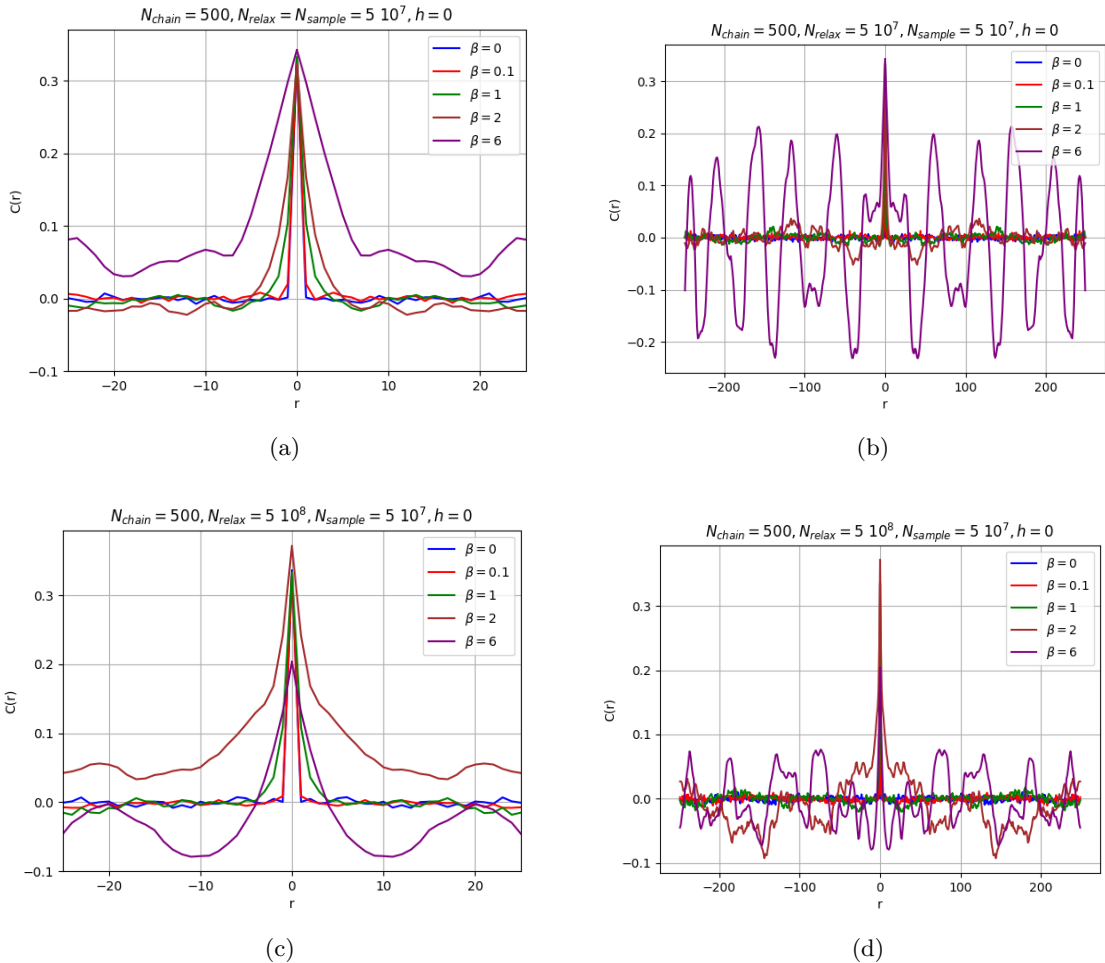 N_chain = 500, N_relax = N_sample = 5 10^7, h = 0
C(r)
0.3
0.2
0.1
0.0
−0.1
−20
−10
0
10
20
r
β = 0
β = 0.1
β = 1
β = 2
β = 6
(a)
N_chain = 500, N_relax = 5 10^7, N_sample = 5 10^7, h = 0
C(r)
0.3
0.2
0.1
0.0
−0.1
−0.2
−200
−100
0
100
200
r
β = 0
β = 0.1
β = 1
β = 2
β = 6
(b)
N_chain = 500, N_relax = 5 10^8, N_sample = 5 10^7, h = 0
C(r)
0.3
0.2
0.1
0.0
−0.1
−20
−10
0
10
20
r
β = 0
β = 0.1
β = 1
β = 2
β = 6
(c)
N_chain = 500, N_relax = 5 10^8, N_sample = 5 10^7, h = 0
C(r)
0.3
0.2
0.1
0.0
−0.1
−200
−100
0
100
200
r
β = 0
β = 0.1
β = 1
β = 2
β = 6
(d)